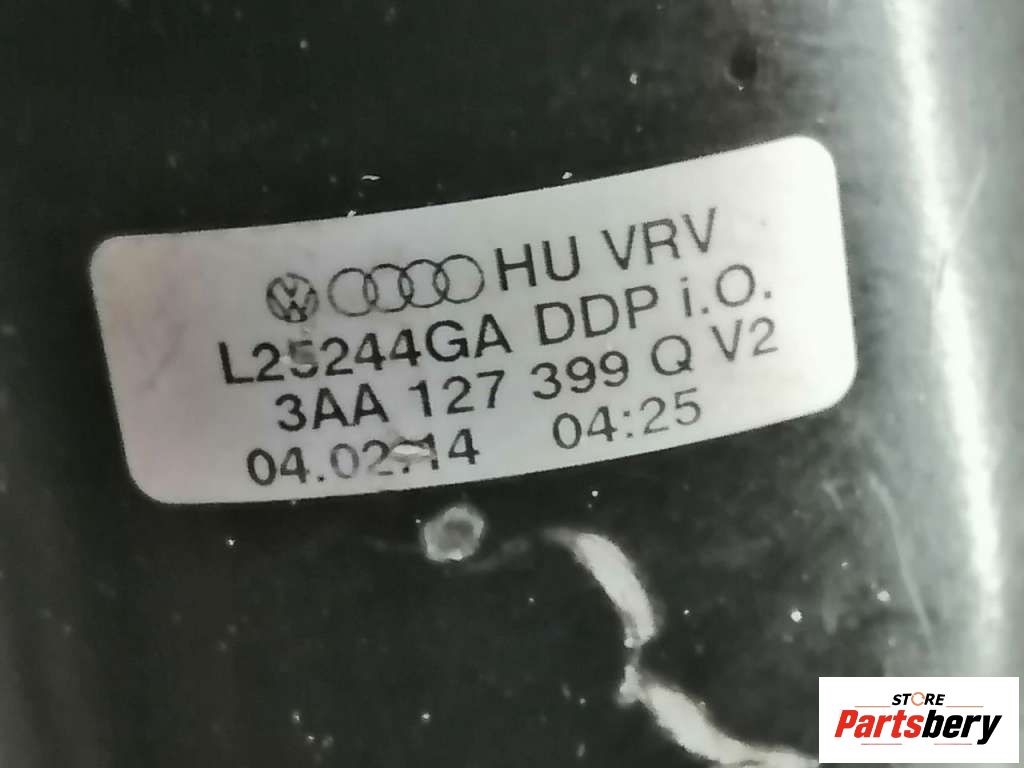 HU VRV
L25244GA DDP i.O.
3AA 127 399 Q V2
04.02.14 04:25
STORE
Partsbery